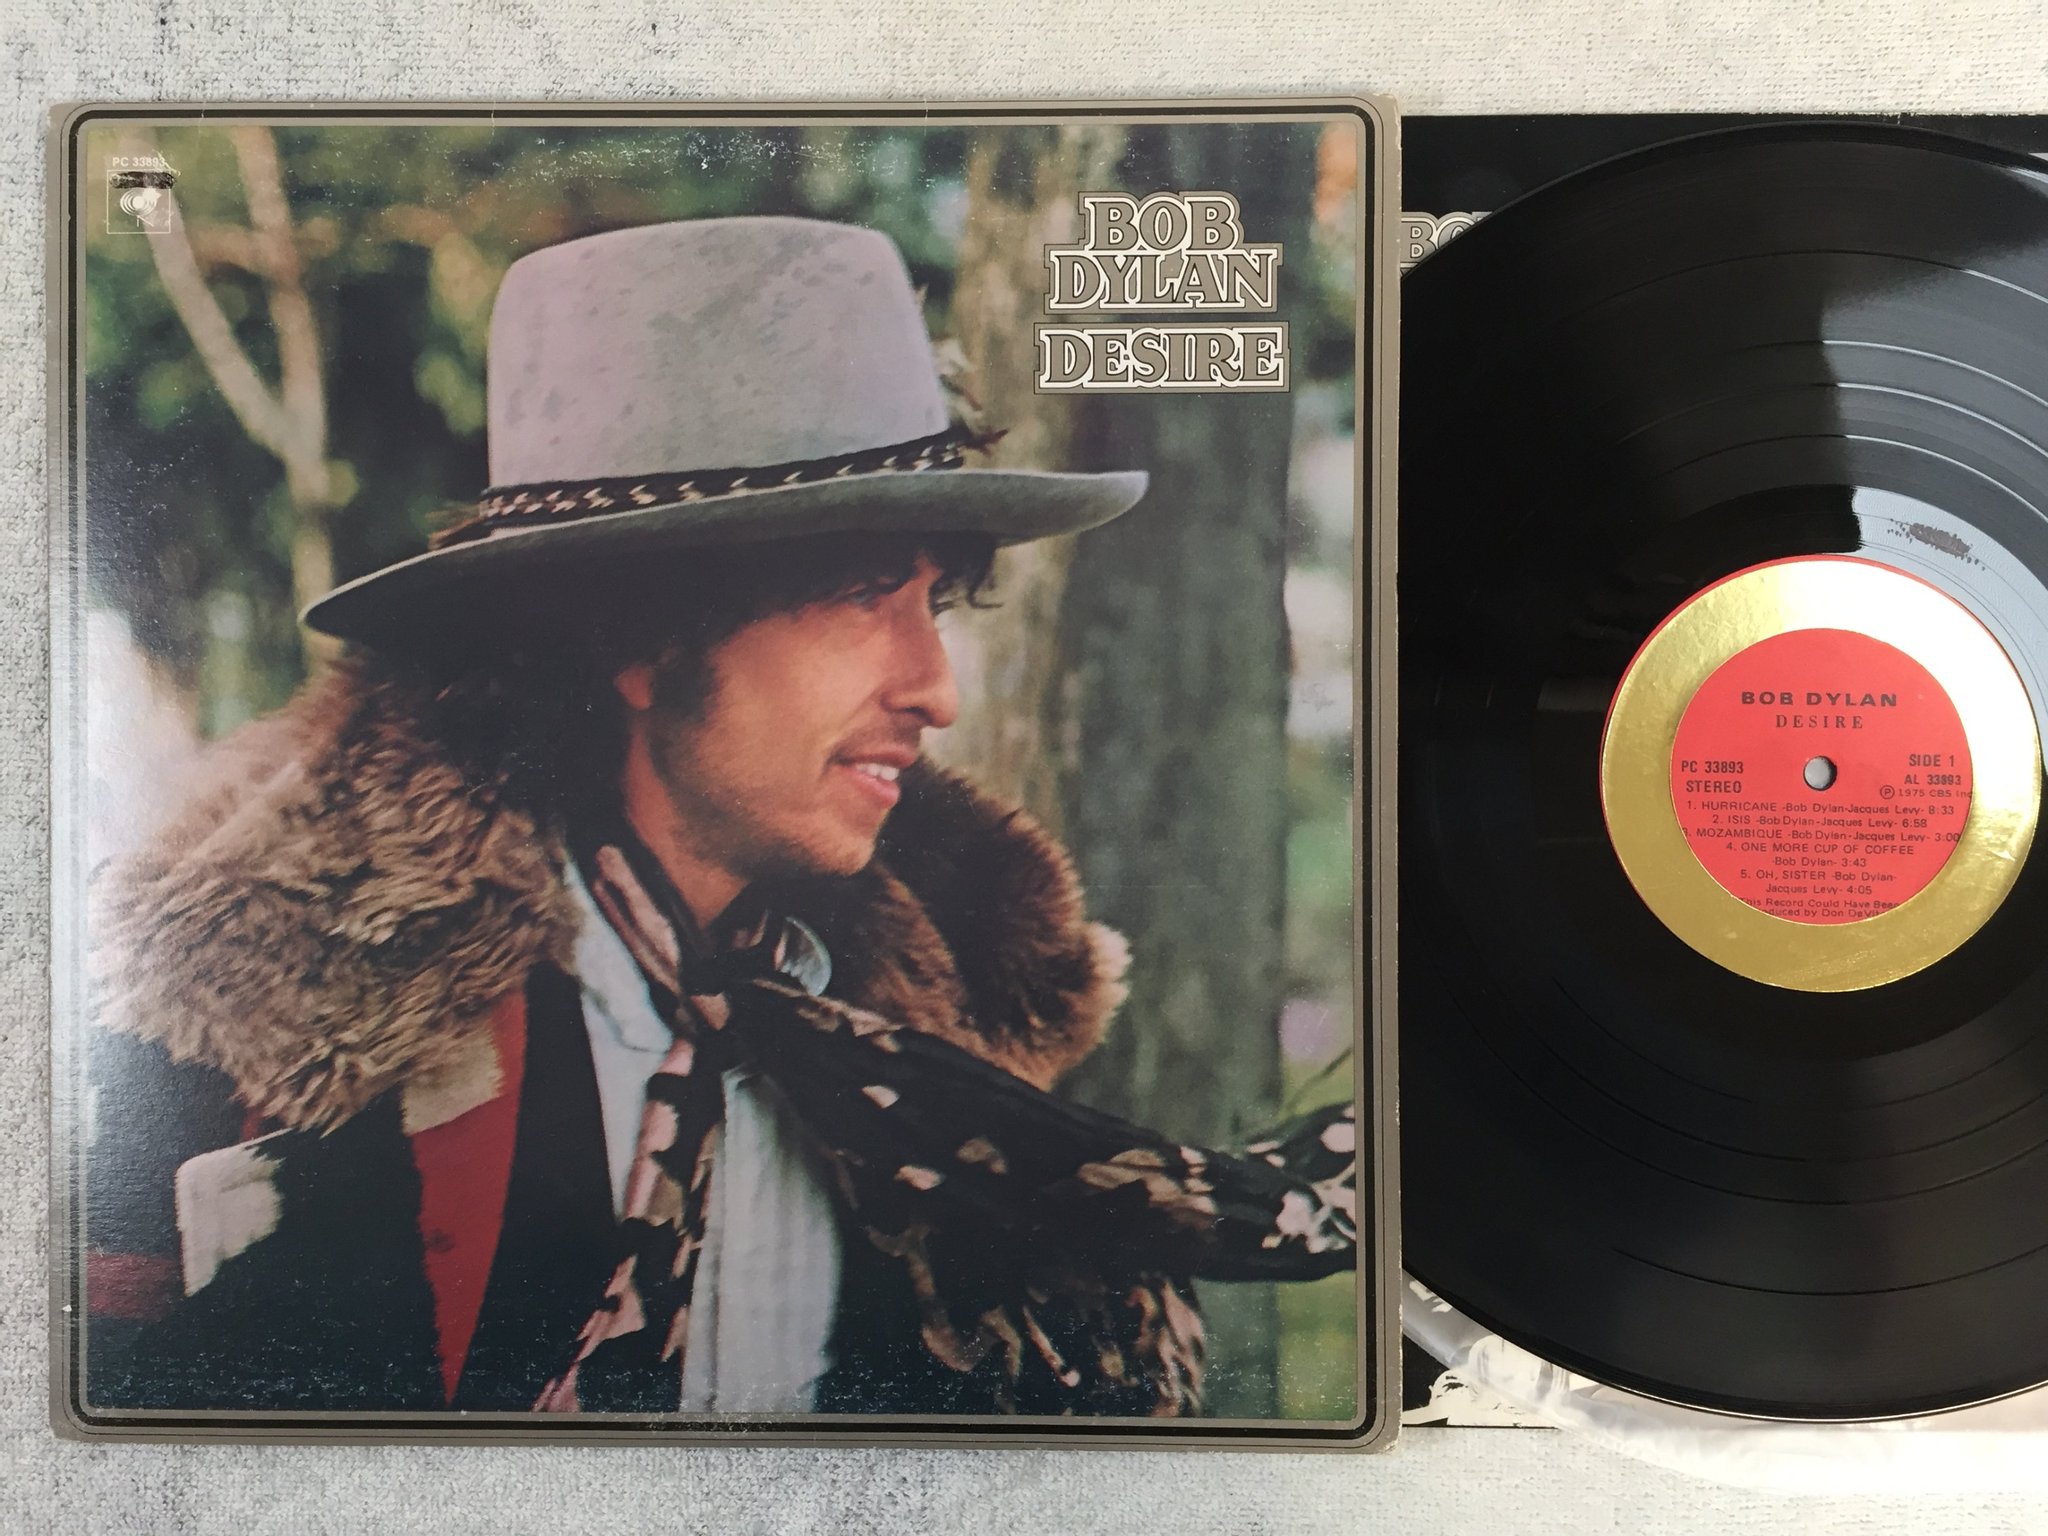 PC 33893
BOB
DYLAN
DESIRE
BOB DYLAN
DESIRE
PC 33893
STEREO
SIDE 1
AL 33893
Ⓟ 1975 CBS Inc
1. HURRICANE -Bob Dylan-Jacques Levy- 8:33
2. ISIS -Bob Dylan-Jacques Levy- 6:58
3. MOZAMBIQUE -Bob Dylan-Jacques Levy- 3:00
4. ONE MORE CUP OF COFFEE
-Bob Dylan- 3:43
5. OH, SISTER -Bob Dylan-
Jacques Levy- 4:05
This Record Could Have Been
by Don